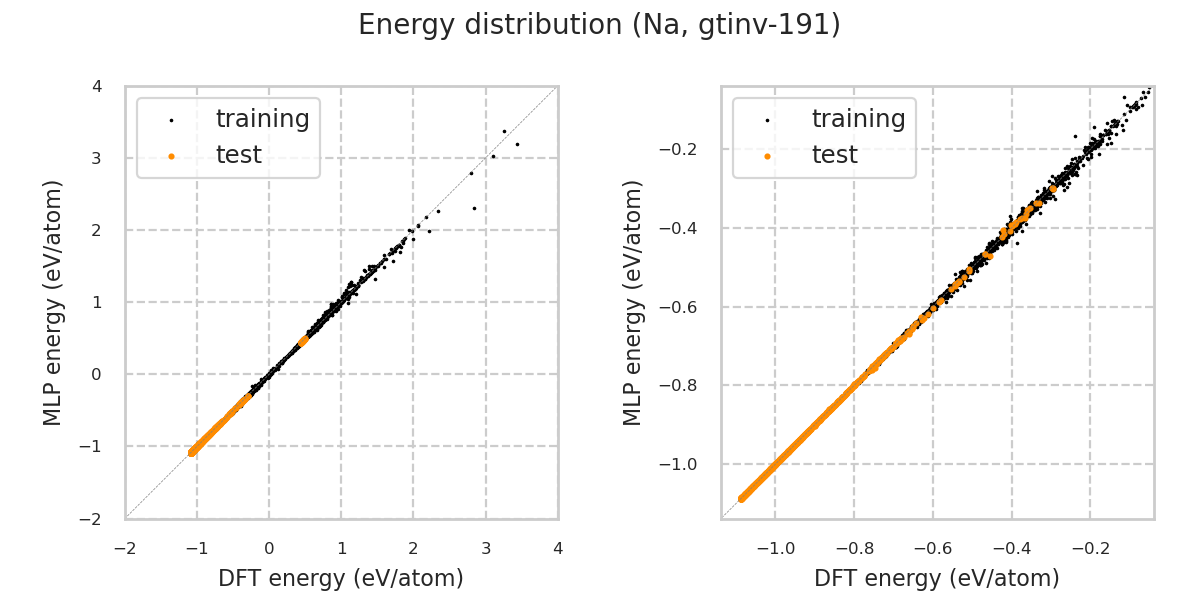 Energy distribution (Na, gtinv-191)
training
test
MLP energy (eV/atom)
4
3
2
1
0
−1
−2
−2
−1
0
1
2
3
4
DFT energy (eV/atom)
training
test
MLP energy (eV/atom)
−0.2
−0.4
−0.6
−0.8
−1.0
−1.0
−0.8
−0.6
−0.4
−0.2
DFT energy (eV/atom)